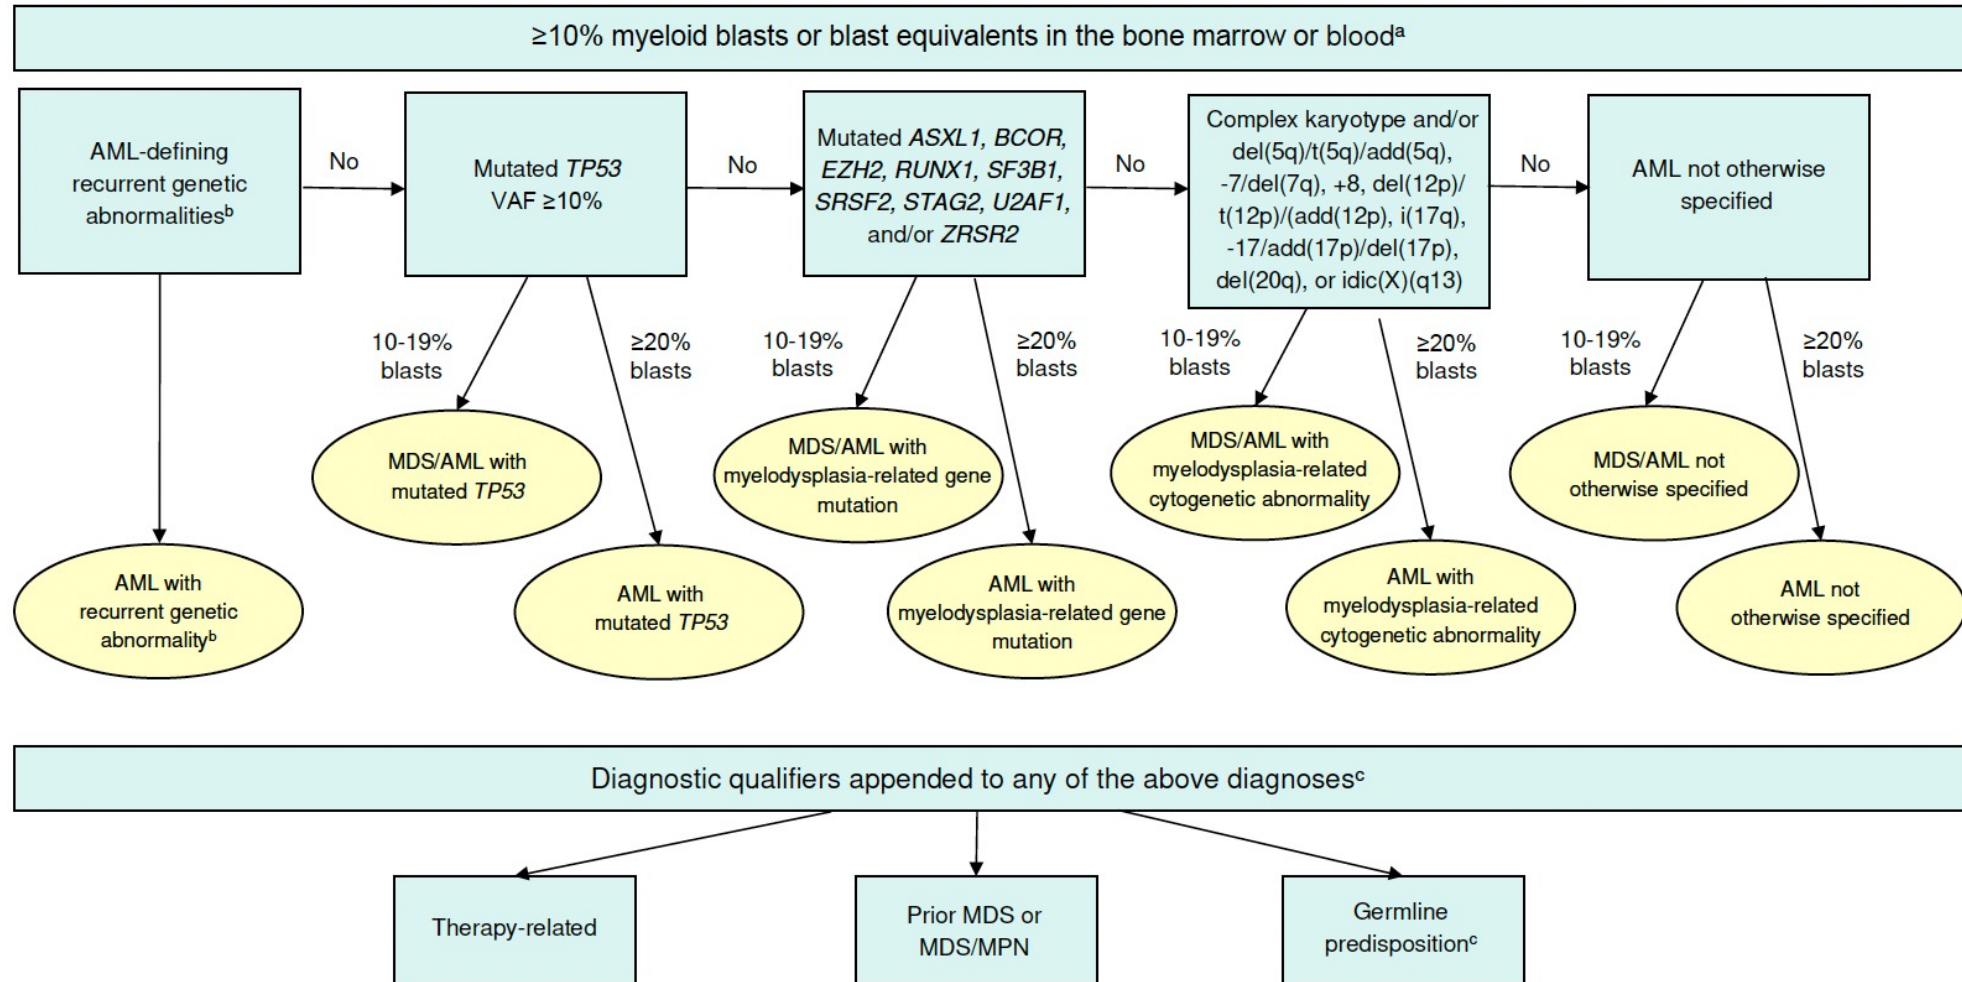 ≥10% myeloid blasts or blast equivalents in the bone marrow or bloodᵃ
AML-defining
recurrent genetic
abnormalitiesᵇ
No
Mutated TP53
VAF ≥10%
No
Mutated ASXL1, BCOR,
EZH2, RUNX1, SF3B1,
SRSF2, STAG2, U2AF1,
and/or ZRSR2
No
Complex karyotype and/or
del(5q)/t(5q)/add(5q),
-7/del(7q), +8, del(12p)/
t(12p)/(add(12p), i(17q),
-17/add(17p)/del(17p),
del(20q), or idic(X)(q13)
No
AML not otherwise
specified
10-19%
blasts
≥20%
blasts
10-19%
blasts
≥20%
blasts
10-19%
blasts
≥20%
blasts
10-19%
blasts
≥20%
blasts
MDS/AML with
mutated TP53
MDS/AML with
myelodysplasia-related gene
mutation
MDS/AML with
myelodysplasia-related
cytogenetic abnormality
MDS/AML not
otherwise specified
AML with
recurrent genetic
abnormalityᵇ
AML with
mutated TP53
AML with
myelodysplasia-related gene
mutation
AML with
myelodysplasia-related
cytogenetic abnormality
AML not
otherwise specified
Diagnostic qualifiers appended to any of the above diagnosesᶜ
Therapy-related
Prior MDS or
MDS/MPN
Germline
predispositionᶜ